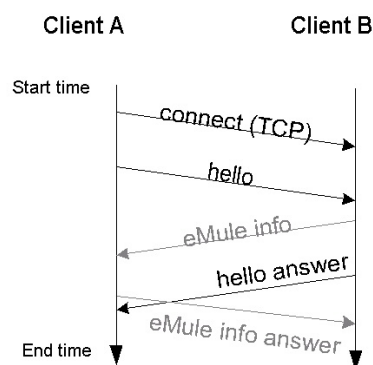 Client A Client B
Start time
connect (TCP)
hello
eMule info
hello answer
eMule info answer
End time